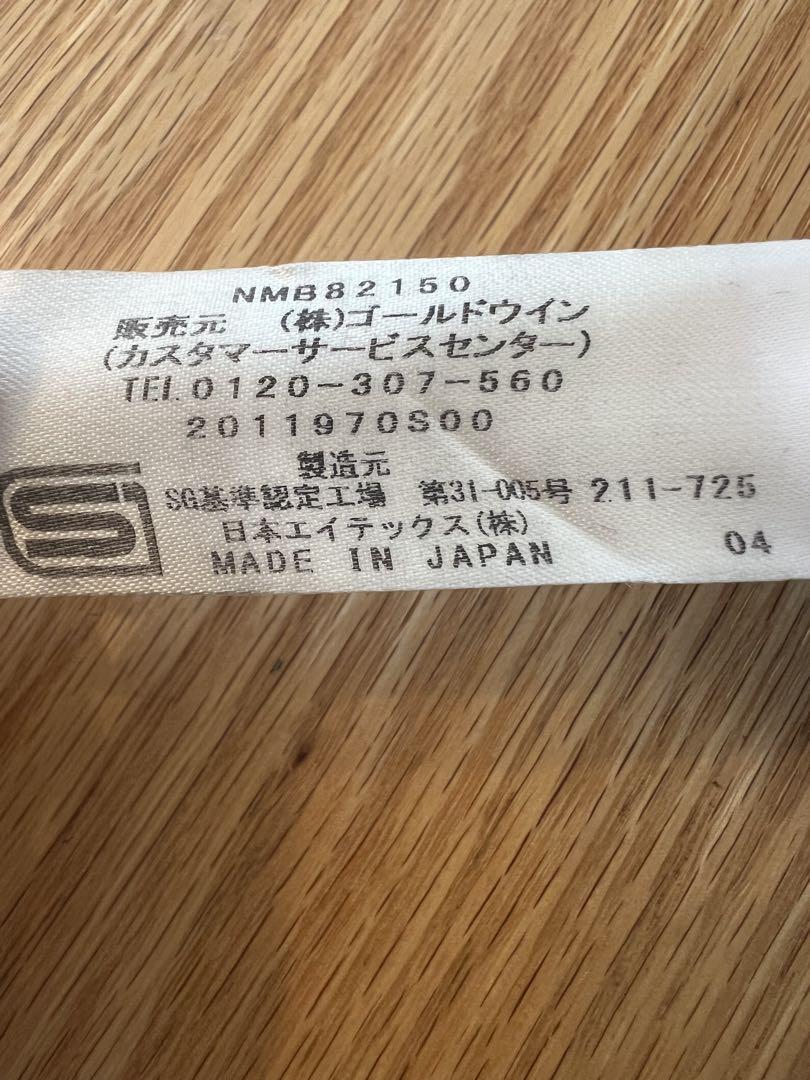 NMB82150
販売元 (株)ゴールドウイン
(カスタマーサービスセンター)
TEL.0120-307-560
2011970S00
製造元
SG基準認定工場 第31-005号 211-725
日本エイテックス(株)
MADE IN JAPAN 04